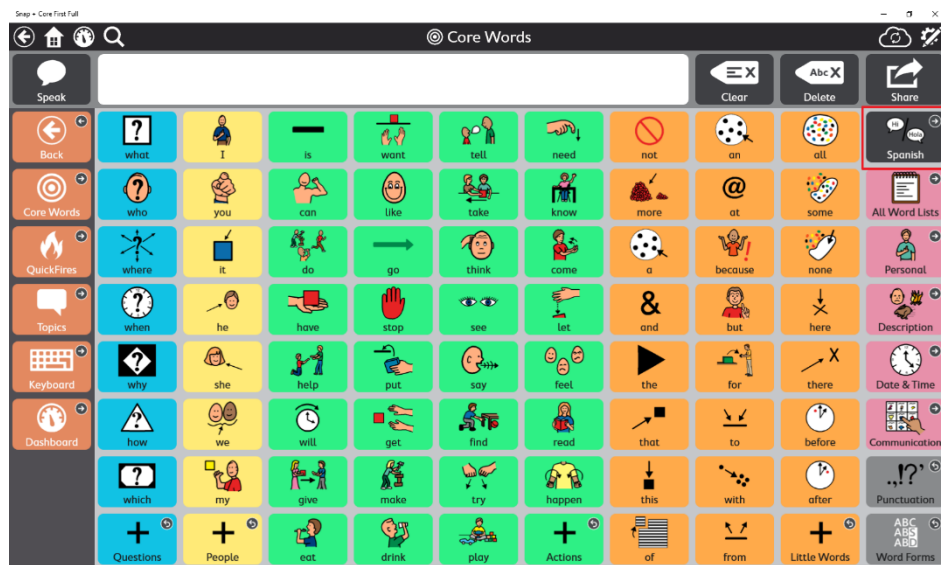 Snap + Core First Full
Core Words
Speak
Clear
Abc X
Delete
Share
Back
what
I
is
want
tell
need
not
an
all
Hi
Hola
Spanish
Core Words
who
you
can
like
take
know
more
@
at
some
All Word Lists
QuickFires
where
it
do
go
think
come
a
because
none
Personal
Topics
when
he
have
stop
see
let
&
and
but
here
Description
Keyboard
why
she
help
put
say
feel
the
for
X
there
Date & Time
Dashboard
how
we
will
get
find
read
that
to
before
Communication
which
my
give
make
try
happen
this
with
after
.,!?’
Punctuation
Questions
People
eat
drink
play
Actions
of
from
Little Words
ABC
ABS
ABD
Word Forms